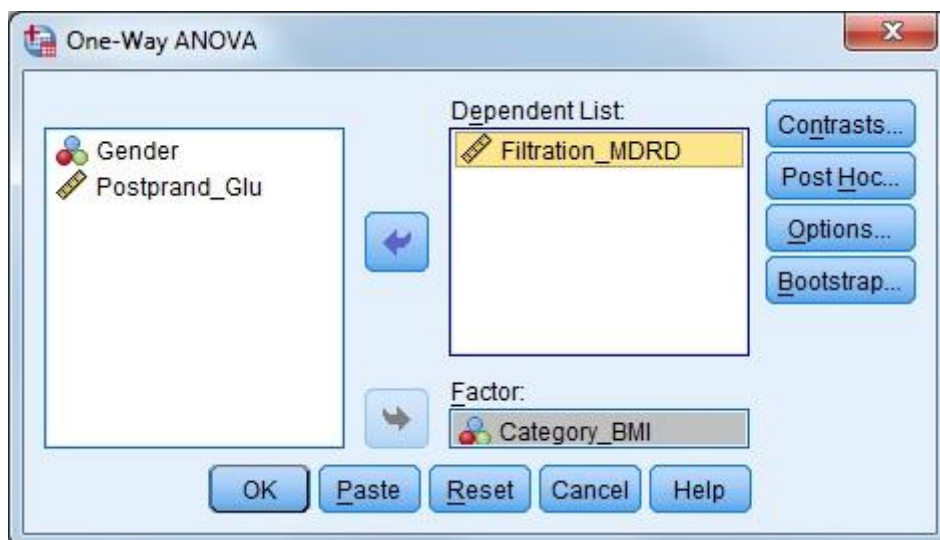 One-Way ANOVA
Gender
Postprand_Glu
Dependent List:
Filtration_MDRD
Factor:
Category_BMI
Contrasts...
Post Hoc...
Options...
Bootstrap...
OK
Paste
Reset
Cancel
Help